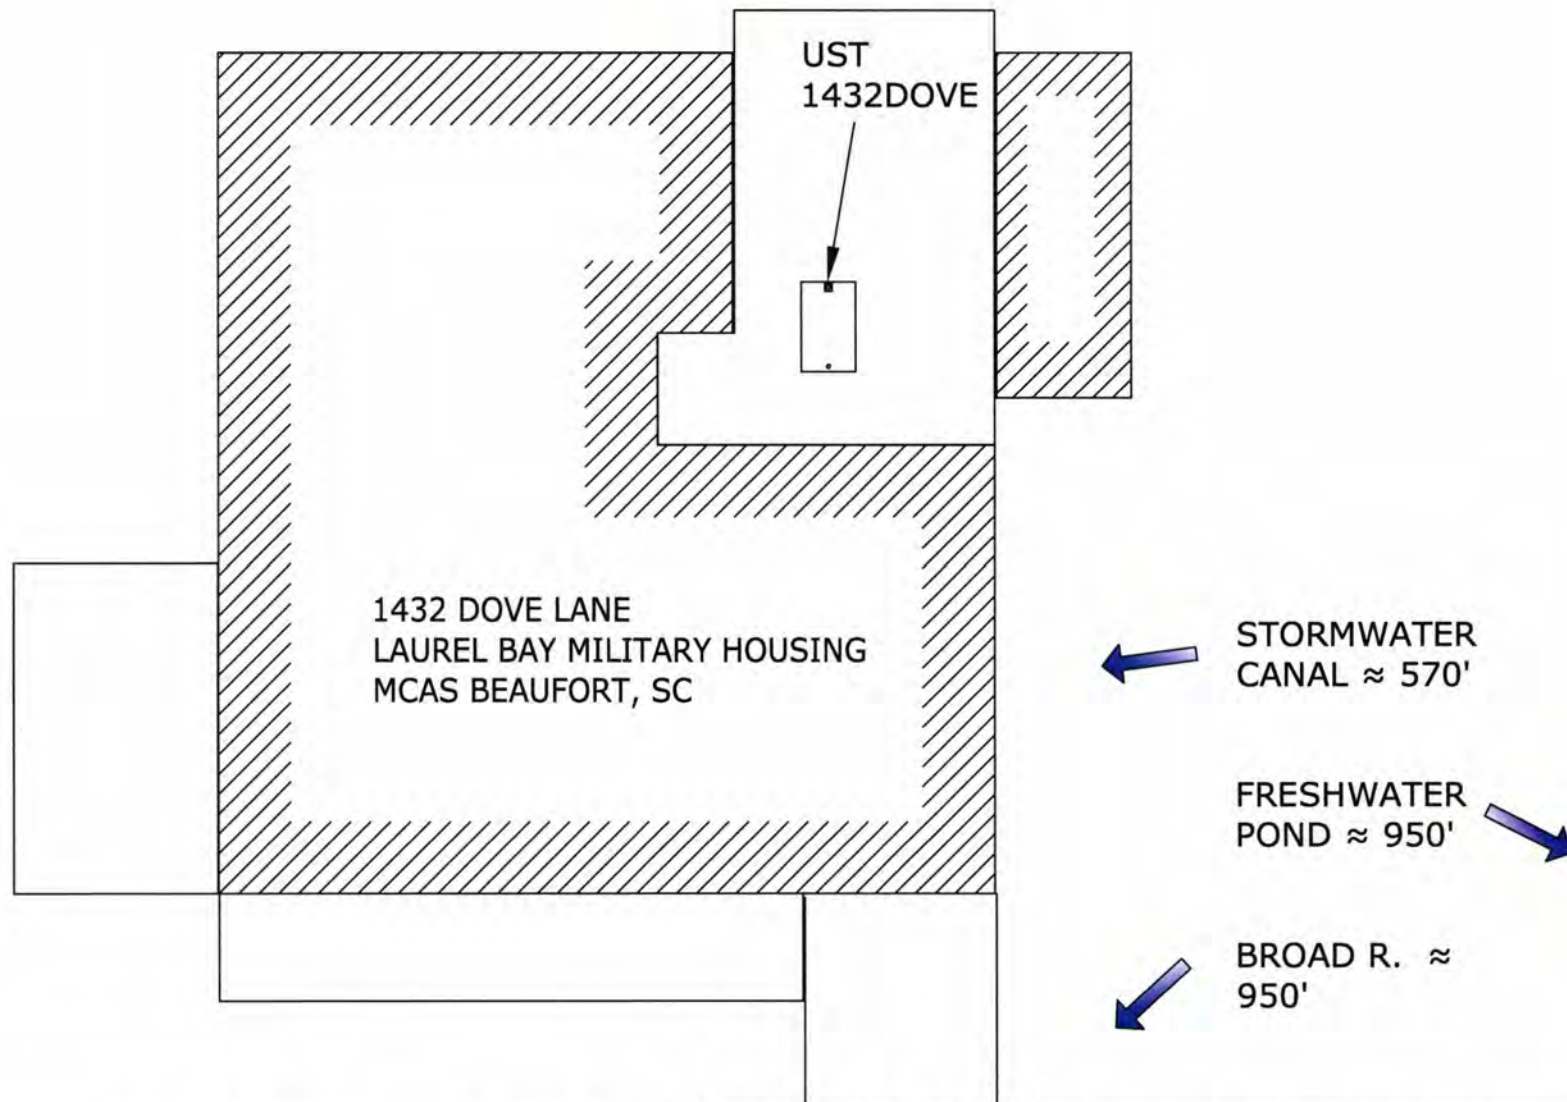 UST
1432DOVE
1432 DOVE LANE
LAUREL BAY MILITARY HOUSING
MCAS BEAUFORT, SC
STORMWATER
CANAL ≈ 570'
FRESHWATER
POND ≈ 950'
BROAD R. ≈
950'